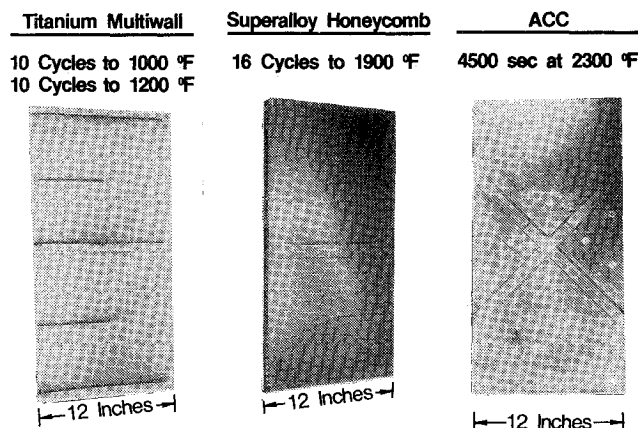 Titanium Multiwall
10 Cycles to 1000 °F
10 Cycles to 1200 °F
12 Inches
Superalloy Honeycomb
16 Cycles to 1900 °F
12 Inches
ACC
4500 sec at 2300 °F
12 Inches